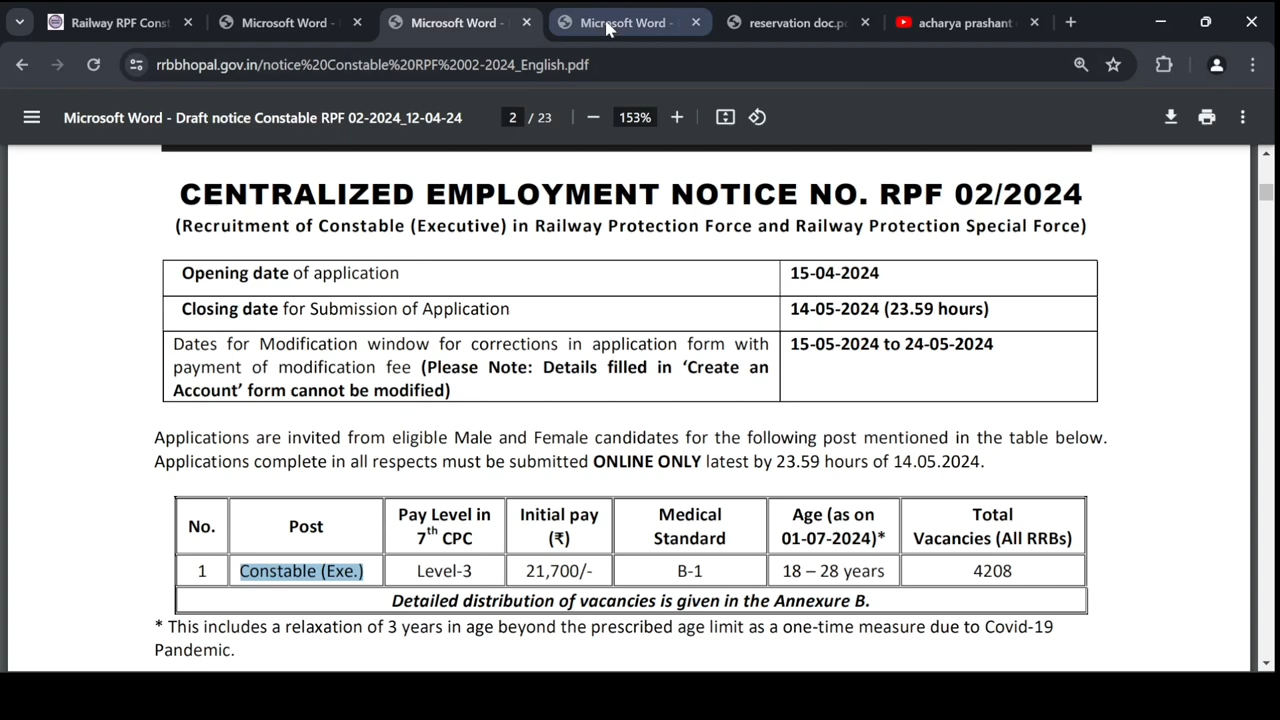 Railway RPF Const
Microsoft Word -
Microsoft Word -
Microsoft Word -
reservation doc.p
acharya prashant
rrbbhopal.gov.in/notice%20Constable%20RPF%2002-2024_English.pdf
Microsoft Word - Draft notice Constable RPF 02-2024_12-04-24
2 / 23
153%
CENTRALIZED EMPLOYMENT NOTICE NO. RPF 02/2024
(Recruitment of Constable (Executive) in Railway Protection Force and Railway Protection Special Force)
Opening date of application 15-04-2024
Closing date for Submission of Application 14-05-2024 (23.59 hours)
Dates for Modification window for corrections in application form with 15-05-2024 to 24-05-2024
payment of modification fee (Please Note: Details filled in ‘Create an
Account’ form cannot be modified)
Applications are invited from eligible Male and Female candidates for the following post mentioned in the table below.
Applications complete in all respects must be submitted ONLINE ONLY latest by 23.59 hours of 14.05.2024.
No. Post Pay Level in 7th CPC Initial pay (₹) Medical Standard Age (as on 01-07-2024)* Total Vacancies (All RRBs)
1 Constable (Exe.) Level-3 21,700/- B-1 18 – 28 years 4208
Detailed distribution of vacancies is given in the Annexure B.
* This includes a relaxation of 3 years in age beyond the prescribed age limit as a one-time measure due to Covid-19
Pandemic.